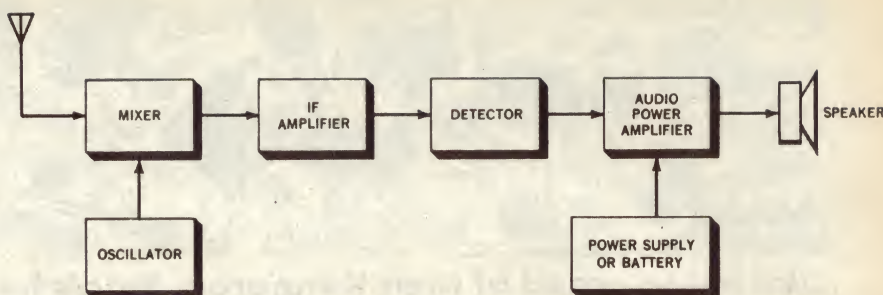 MIXER
IF
AMPLIFIER
DETECTOR
AUDIO
POWER
AMPLIFIER
SPEAKER
OSCILLATOR
POWER SUPPLY
OR BATTERY